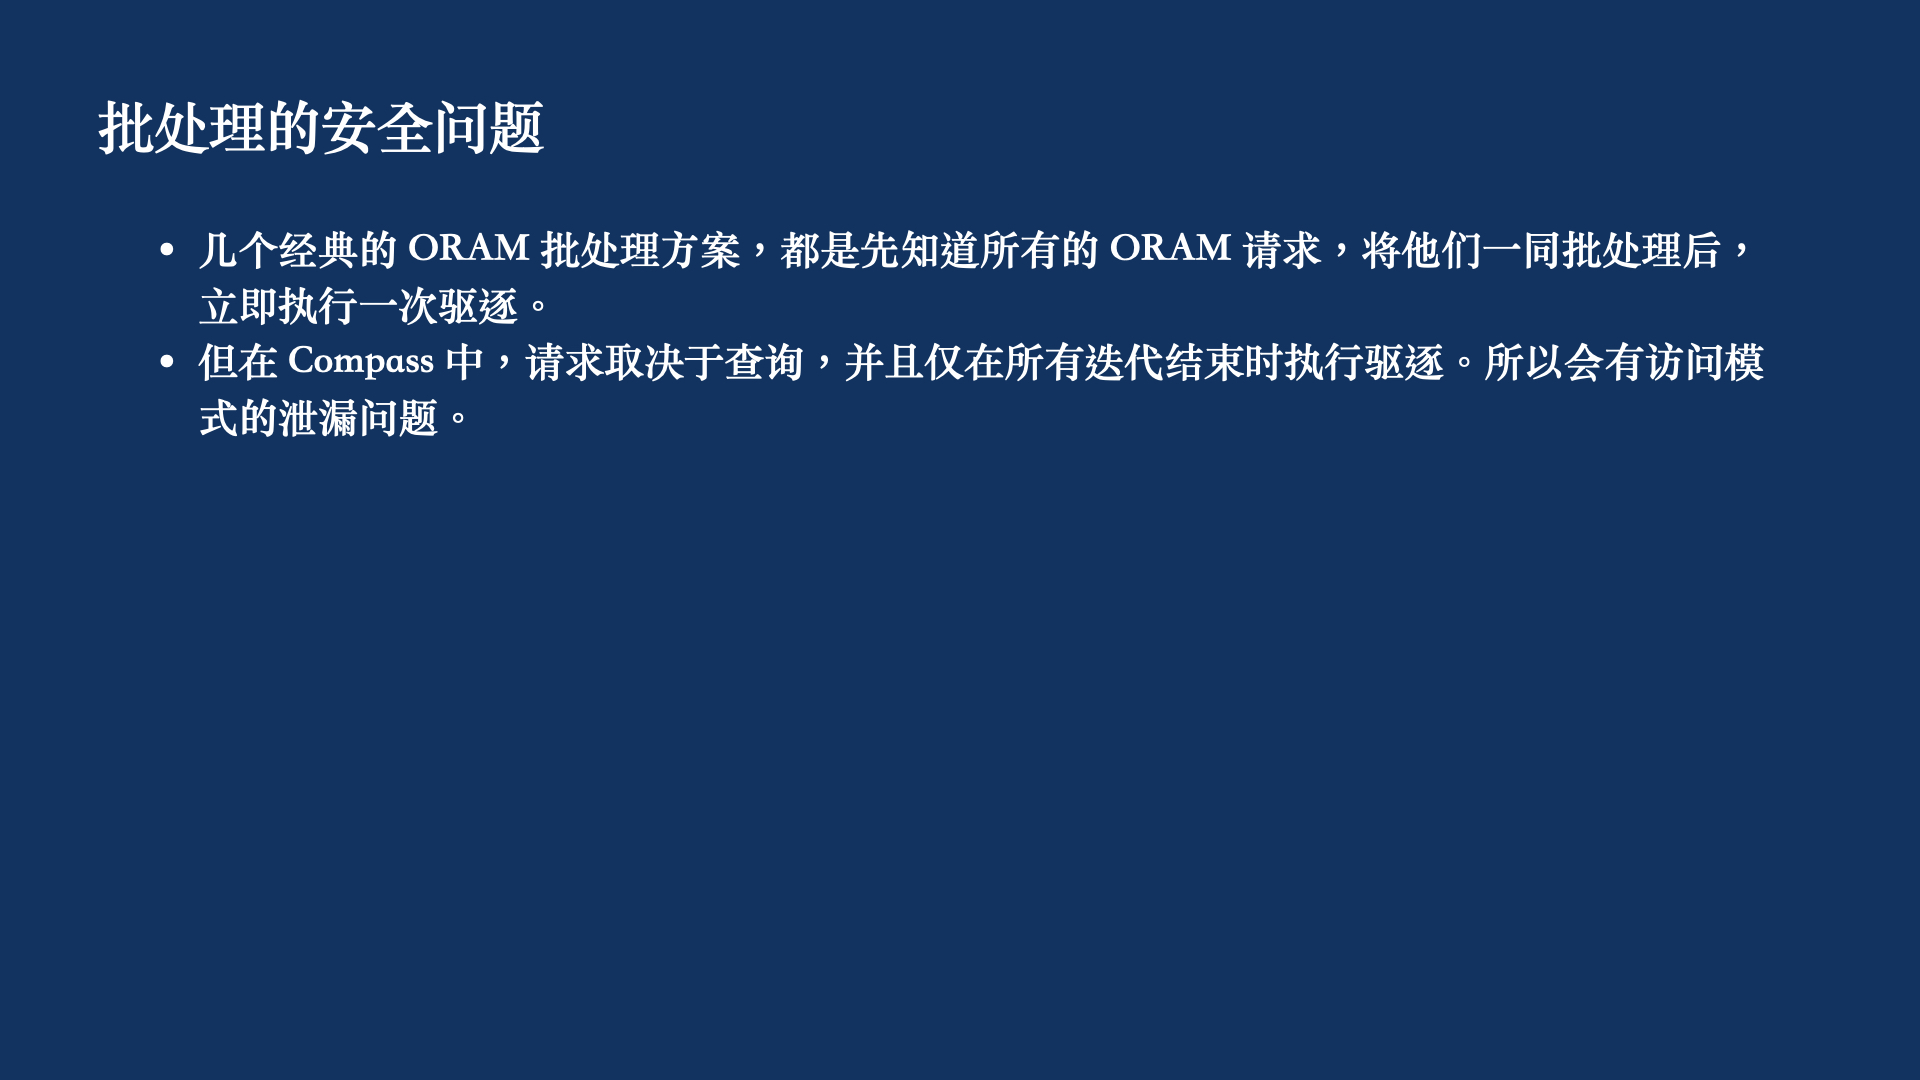 批处理的安全问题
• 几个经典的 ORAM 批处理方案，都是先知道所有的 ORAM 请求，将他们一同批处理后，
立即执行一次驱逐。
• 但在 Compass 中，请求取决于查询，并且仅在所有迭代结束时执行驱逐。所以会有访问模
式的泄漏问题。